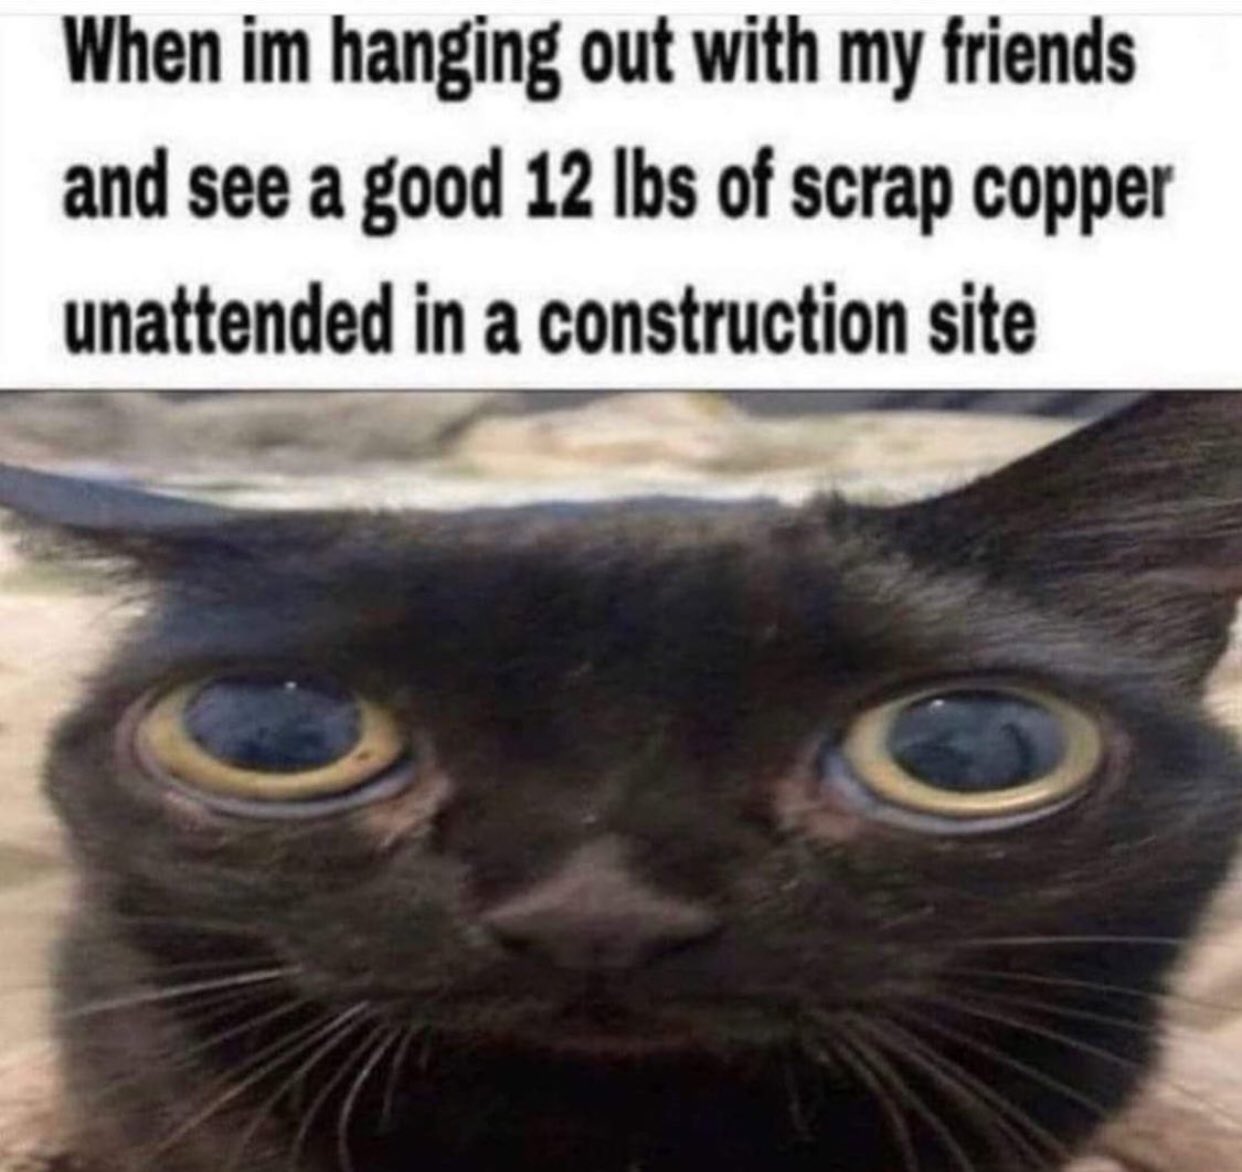 When im hanging out with my friends
and see a good 12 lbs of scrap copper
unattended in a construction site